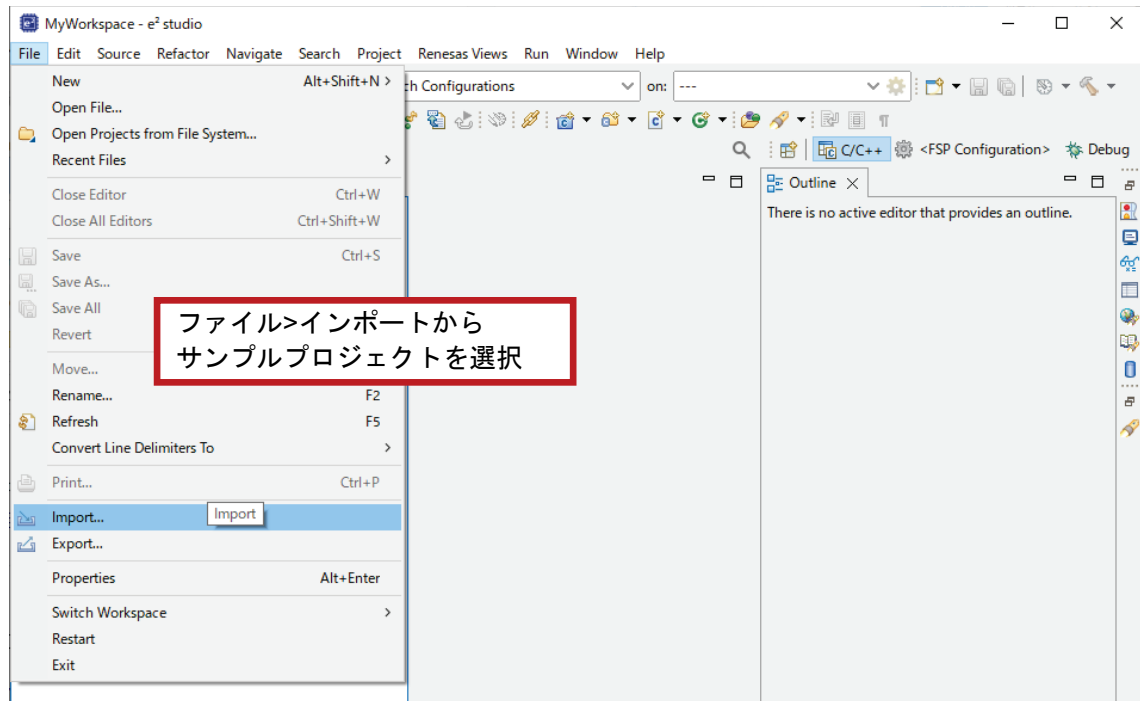 MyWorkspace - e² studio
File Edit Source Refactor Navigate Search Project Renesas Views Run Window Help
New Alt+Shift+N >
Configurations on: ---
Open File...
Open Projects from File System...
Recent Files >
C/C++ <FSP Configuration> Debug
Close Editor Ctrl+W
Close All Editors Ctrl+Shift+W
Save Ctrl+S
Save As...
Save All
Revert
Move...
Rename... F2
Refresh F5
Convert Line Delimiters To >
Print... Ctrl+P
Import...
Import
Export...
Properties Alt+Enter
Switch Workspace >
Restart
Exit
ファイル>インポートから
サンプルプロジェクトを選択
Outline
There is no active editor that provides an outline.